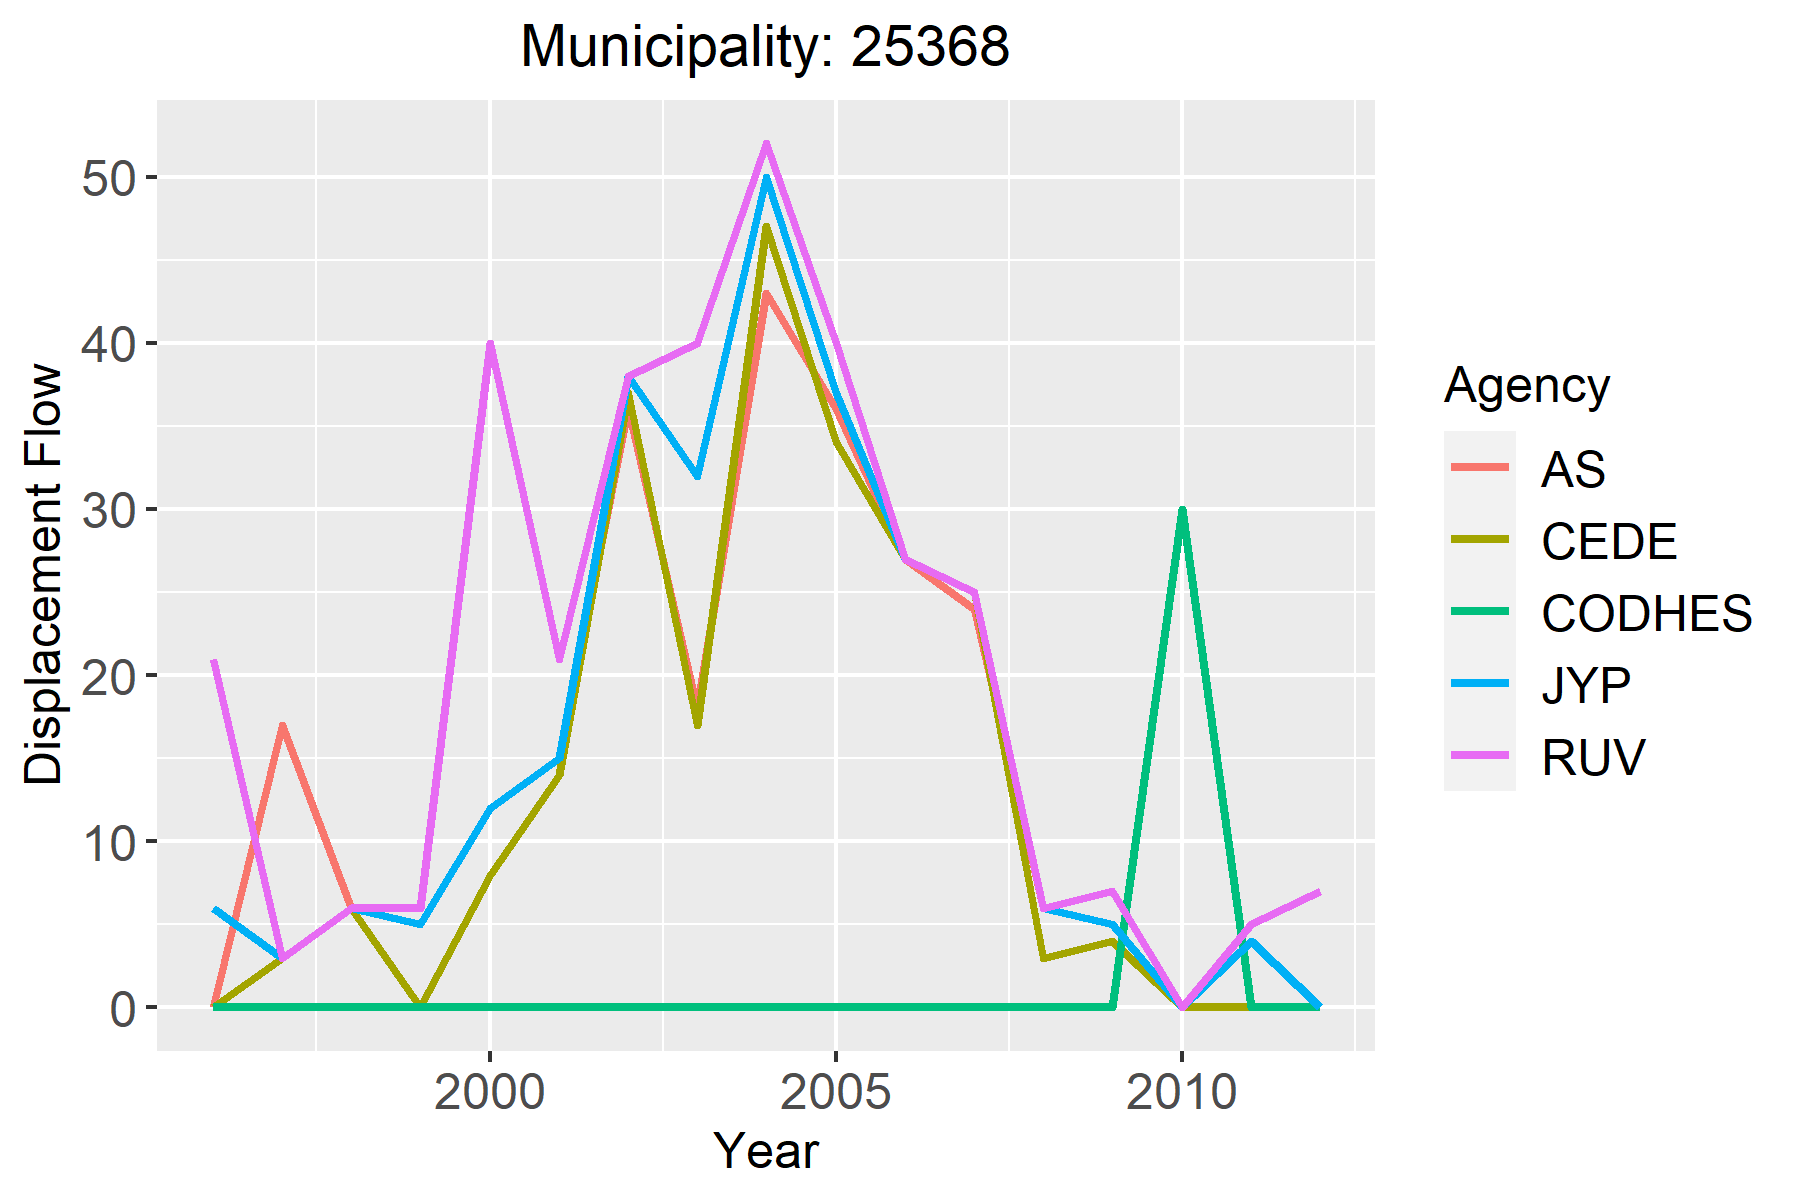 Municipality: 25368
Displacement Flow
50
40
30
20
10
0
2000 2005 2010
Year
Agency
AS
CEDE
CODHES
JYP
RUV